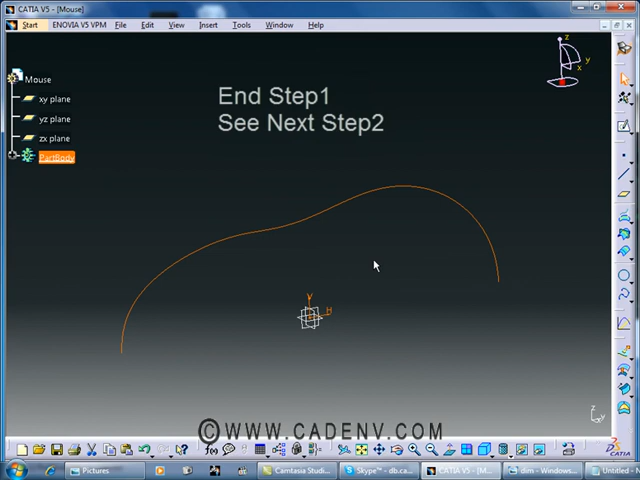 CATIA V5 - [Mouse]
Start ENOVIA V5 VPM File Edit View Insert Tools Window Help
Mouse
xy plane
yz plane
zx plane
PartBody
End Step1
See Next Step2
z
y
x
V
H
z
y
©WWW.CADENV.COM
CATIA
Pictures
Camtasia Studi...
Skype™ - db.ca...
CATIA V5 - [M...
dim - Windows...
Untitled - N